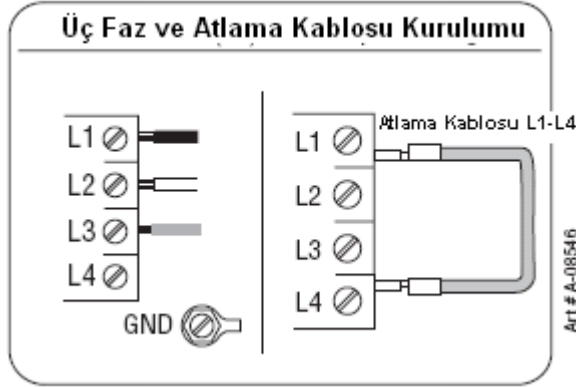 Üç Faz ve Atlama Kablosu Kurulumu
L1
L2
L3
L4
GND
Atlama Kablosu L1-L4
L1
L2
L3
L4
Art # A-08546